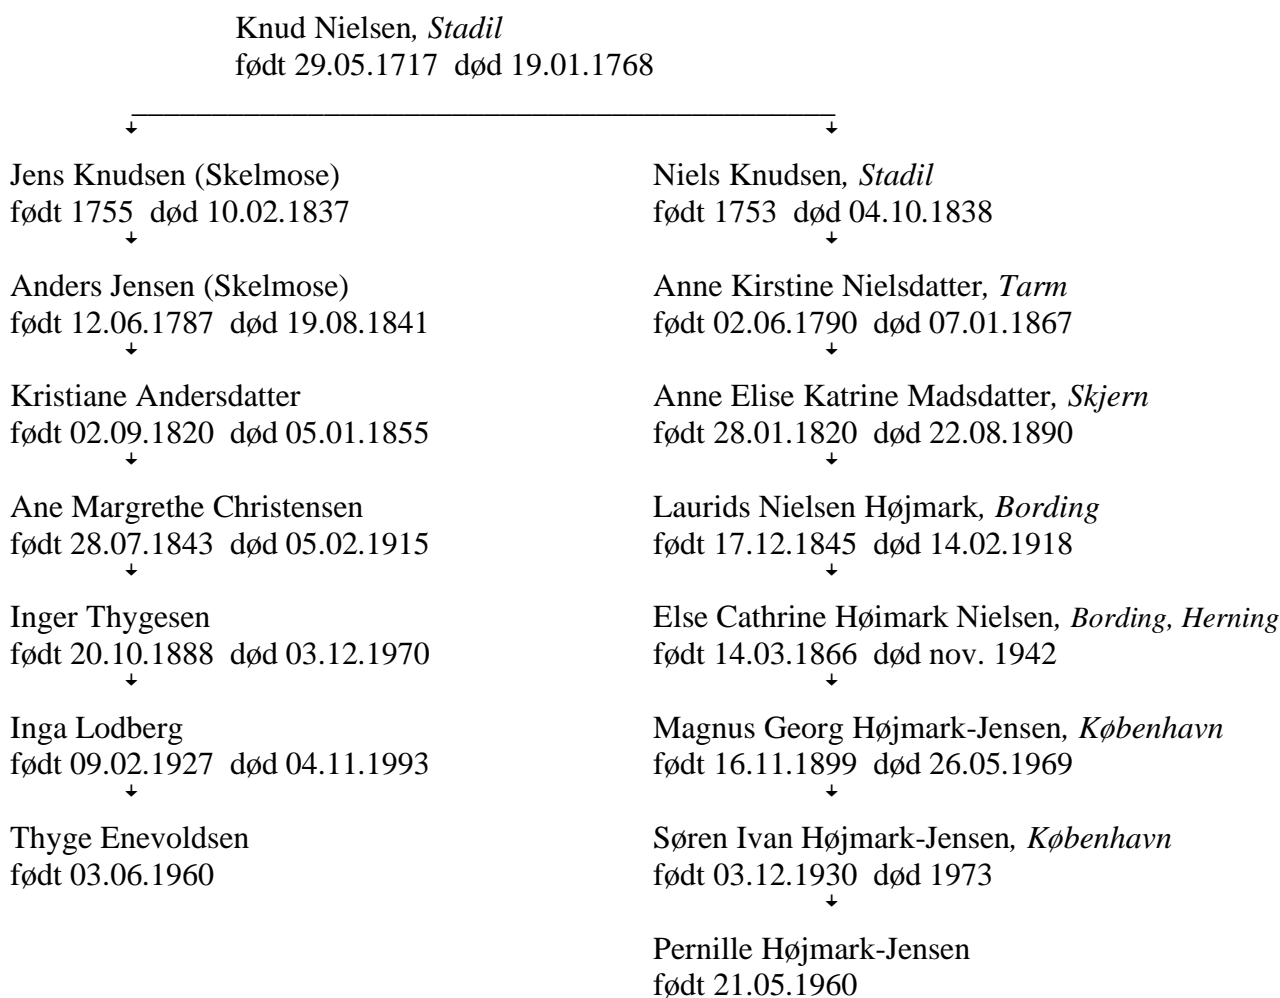 Knud Nielsen, Stadil
født 29.05.1717 død 19.01.1768
Jens Knudsen (Skelmose)
født 1755 død 10.02.1837
Anders Jensen (Skelmose)
født 12.06.1787 død 19.08.1841
Kristiane Andersdatter
født 02.09.1820 død 05.01.1855
Ane Margrethe Christensen
født 28.07.1843 død 05.02.1915
Inger Thygesen
født 20.10.1888 død 03.12.1970
Inga Lodberg
født 09.02.1927 død 04.11.1993
Thyge Enevoldsen
født 03.06.1960
Niels Knudsen, Stadil
født 1753 død 04.10.1838
Anne Kirstine Nielsdatter, Tarm
født 02.06.1790 død 07.01.1867
Anne Elise Katrine Madsdatter, Skjern
født 28.01.1820 død 22.08.1890
Laurids Nielsen Højmark, Bording
født 17.12.1845 død 14.02.1918
Else Cathrine Høimark Nielsen, Bording, Herning
født 14.03.1866 død nov. 1942
Magnus Georg Højmark-Jensen, København
født 16.11.1899 død 26.05.1969
Søren Ivan Højmark-Jensen, København
født 03.12.1930 død 1973
Pernille Højmark-Jensen
født 21.05.1960